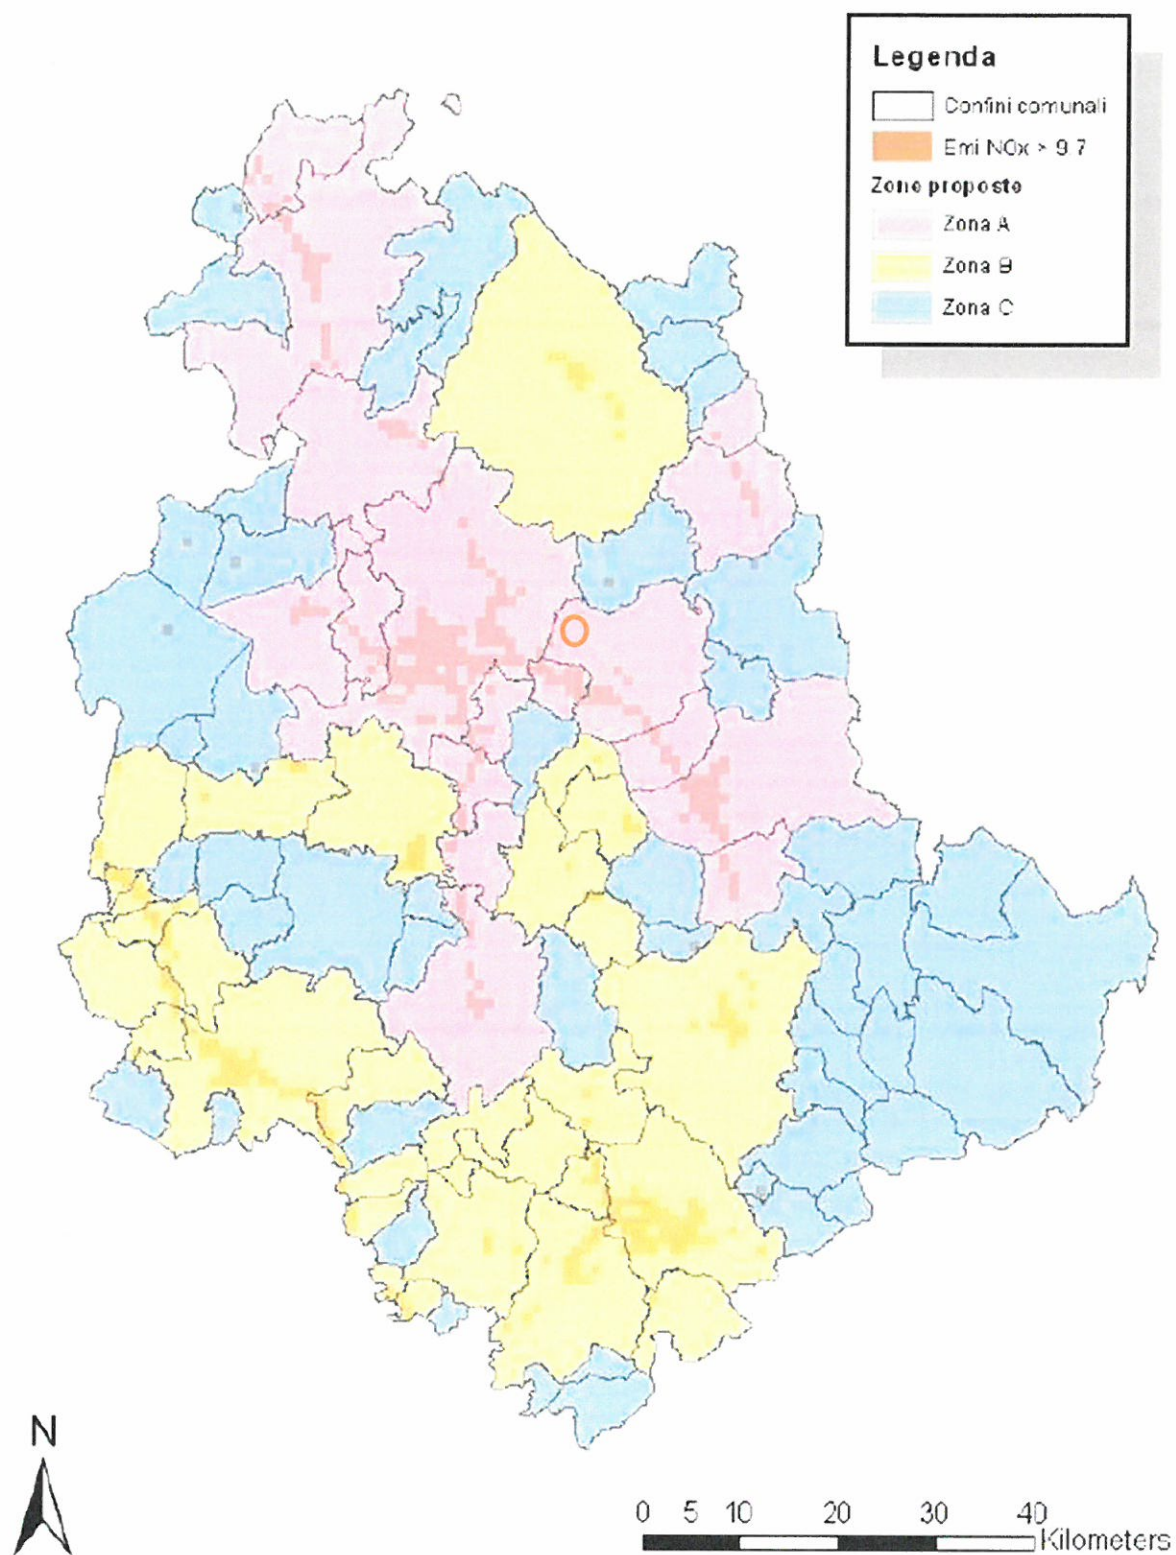 Legenda
Confini comunali
Emi NOx > 9.7
Zone proposte
Zona A
Zona B
Zona C
N
0 5 10 20 30 40
Kilometers